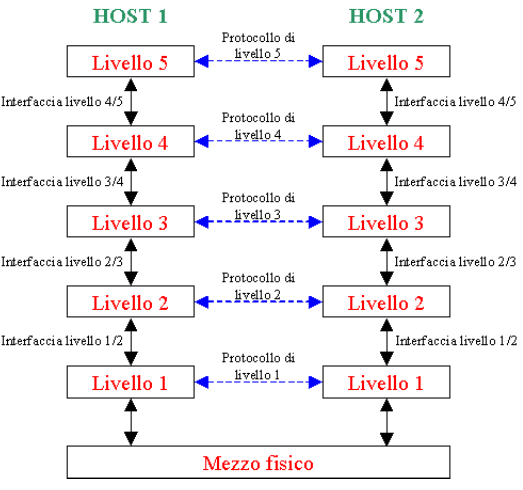 HOST 1
HOST 2
Protocollo di
livello 5
Livello 5
Livello 5
Interfaccia livello 4/5
Interfaccia livello 4/5
Protocollo di
livello 4
Livello 4
Livello 4
Interfaccia livello 3/4
Interfaccia livello 3/4
Protocollo di
livello 3
Livello 3
Livello 3
Interfaccia livello 2/3
Interfaccia livello 2/3
Protocollo di
livello 2
Livello 2
Livello 2
Interfaccia livello 1/2
Interfaccia livello 1/2
Protocollo di
livello 1
Livello 1
Livello 1
Mezzo fisico